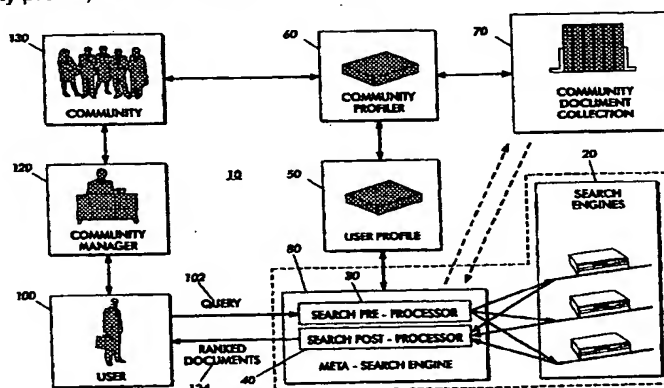 130
60
70
COMMUNITY
COMMUNITY
PROFILER
COMMUNITY
DOCUMENT
COLLECTION
120
10
50
20
COMMUNITY
MANAGER
USER PROFILE
SEARCH
ENGINES
80
30
100
102
QUERY
SEARCH PRE - PROCESSOR
SEARCH POST - PROCESSOR
RANKED
DOCUMENTS
40
META - SEARCH ENGINE
USER